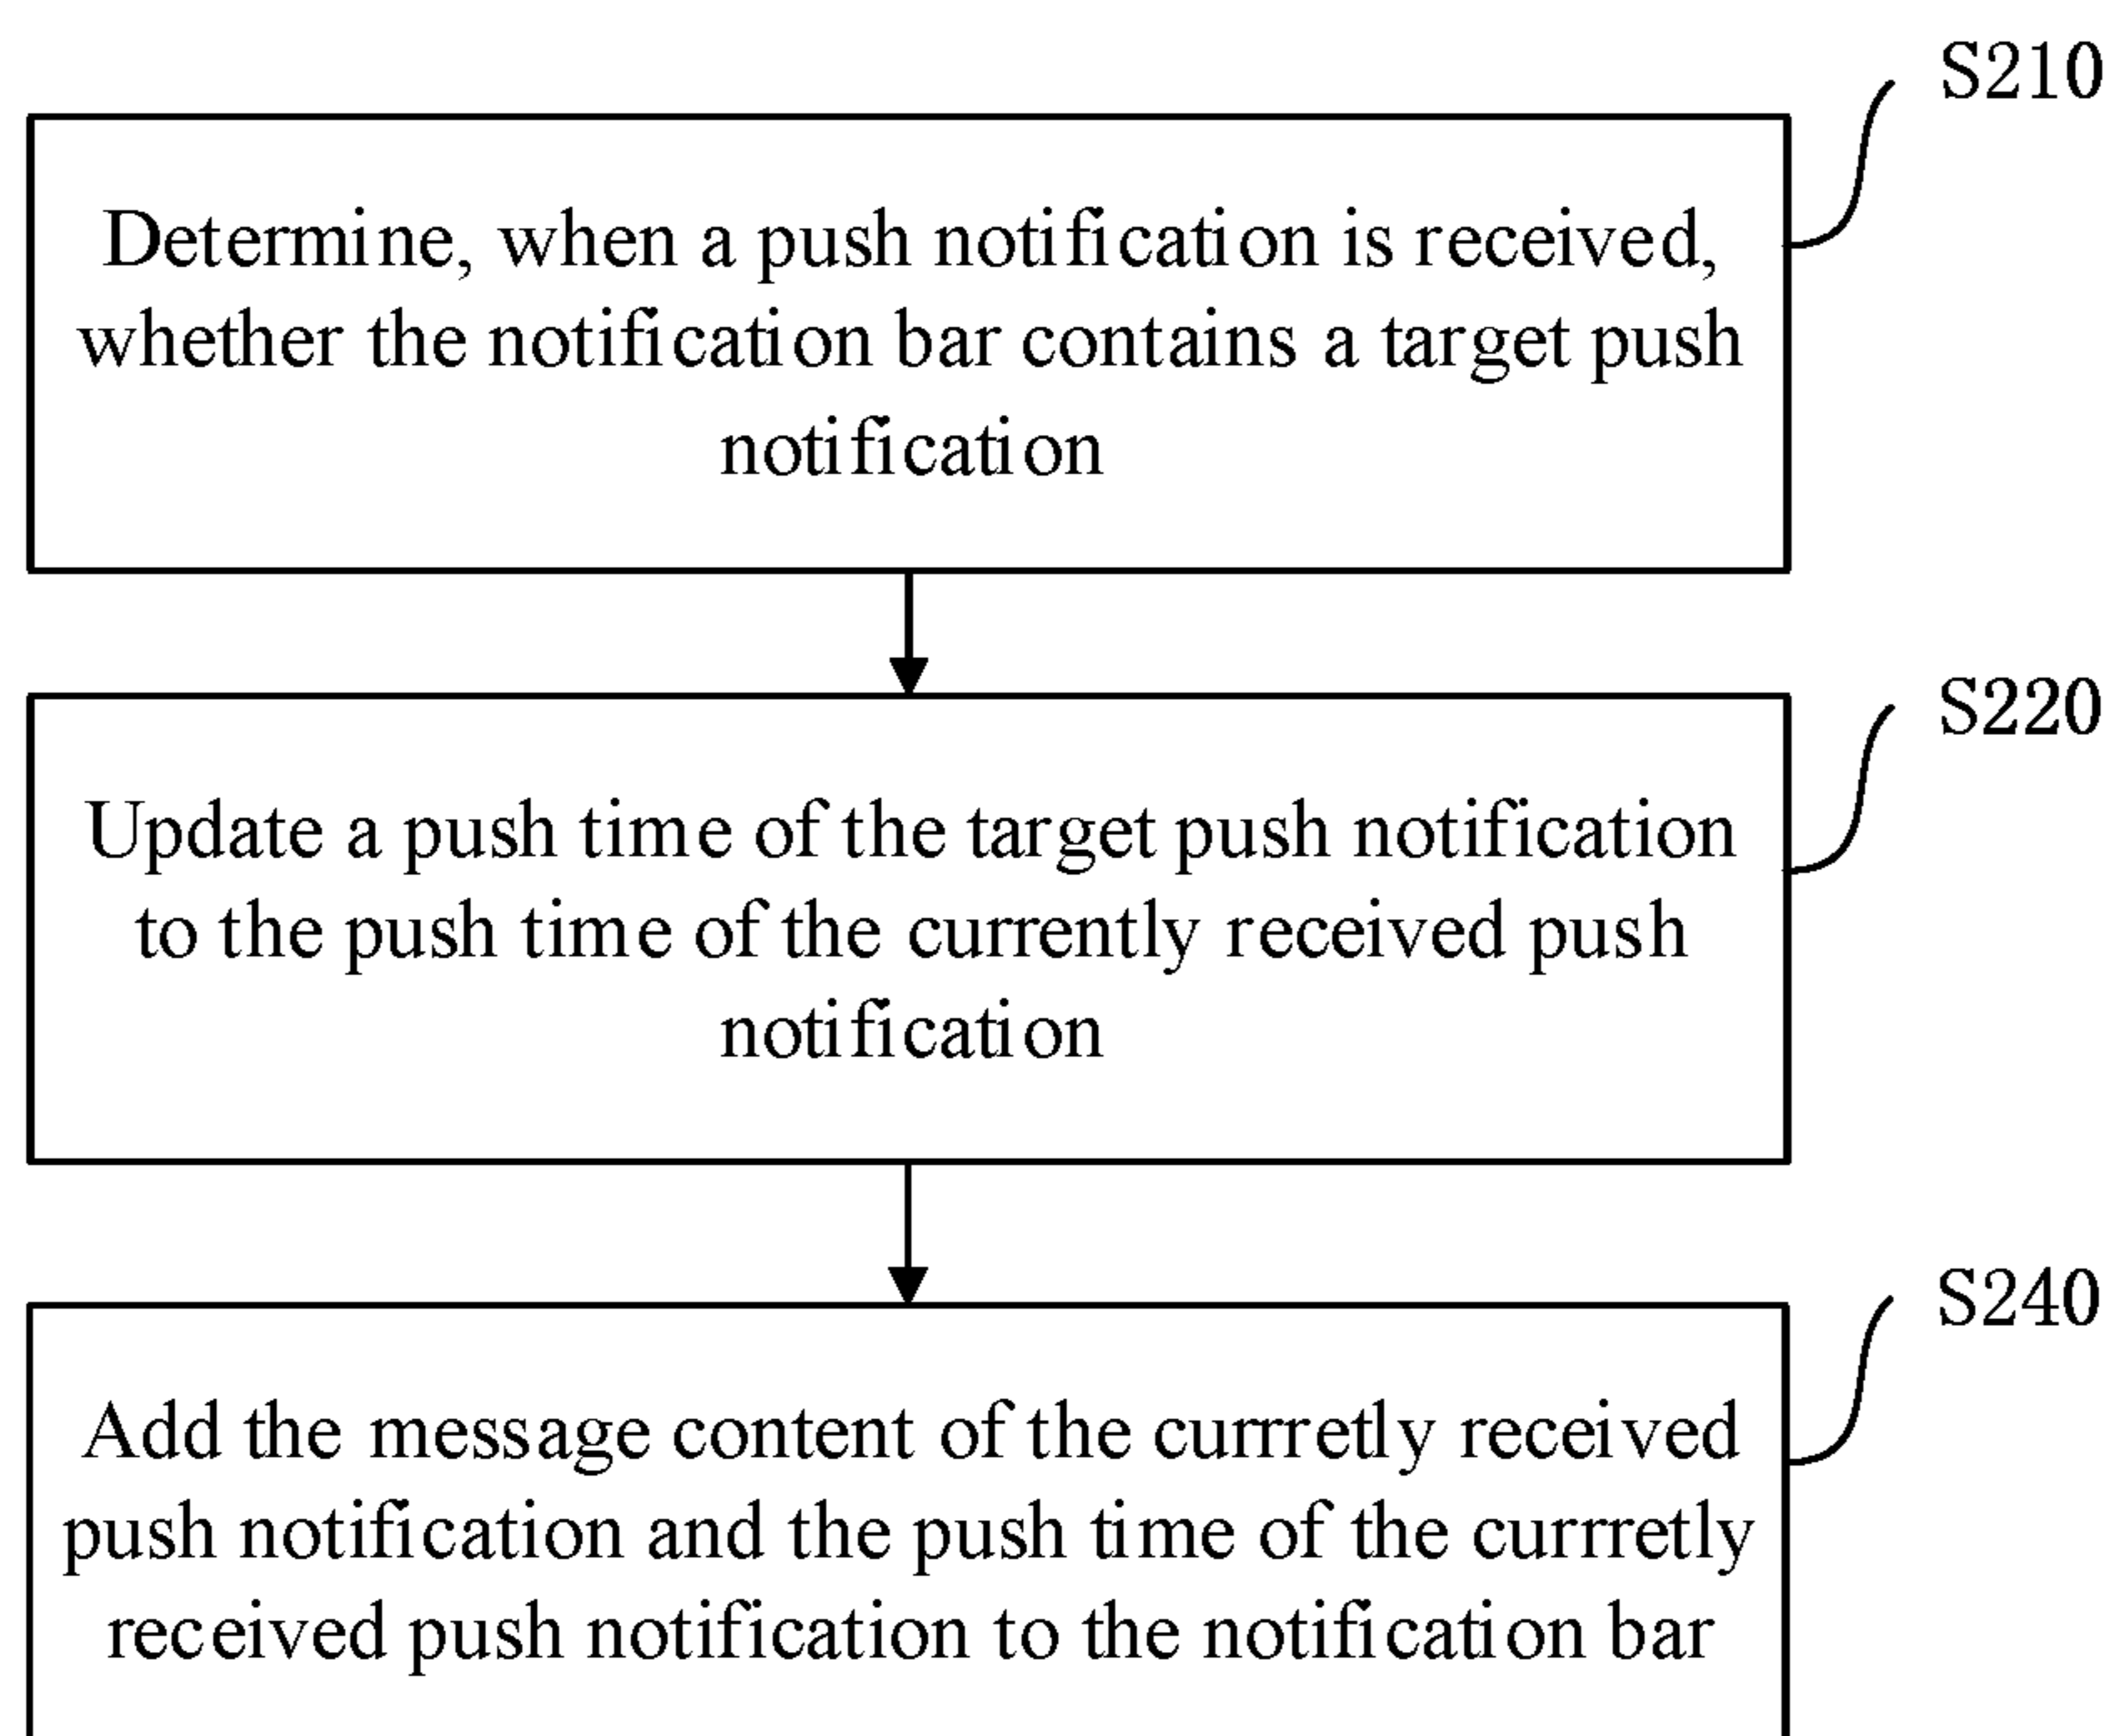 S210
Determine, when a push notification is received,
whether the notification bar contains a target push
notification
S220
Update a push time of the target push notification
to the push time of the currently received push
notification
S240
Add the message content of the currretly received
push notification and the push time of the currretly
received push notification to the notification bar